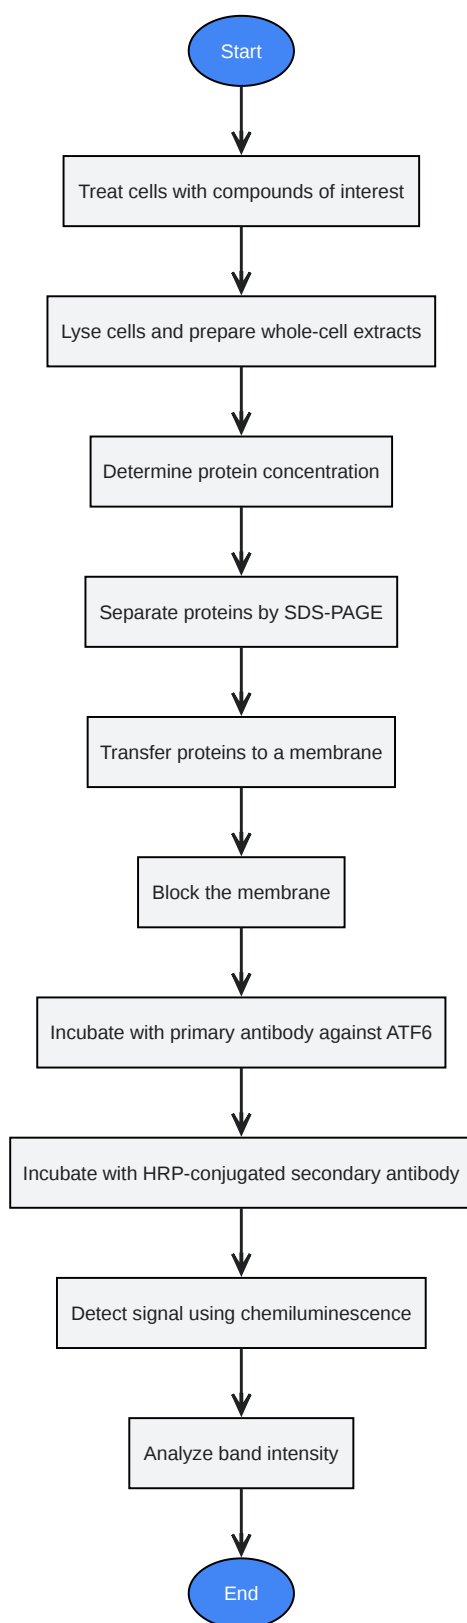 Start
Treat cells with compounds of interest
Lyse cells and prepare whole-cell extracts
Determine protein concentration
Separate proteins by SDS-PAGE
Transfer proteins to a membrane
Block the membrane
Incubate with primary antibody against ATF6
Incubate with HRP-conjugated secondary antibody
Detect signal using chemiluminescence
Analyze band intensity
End